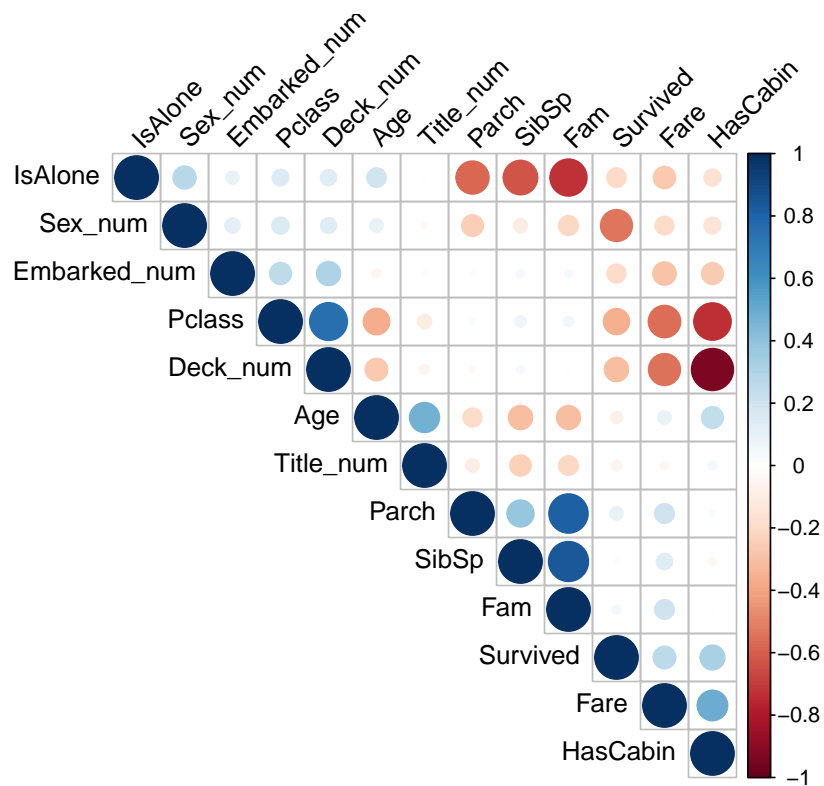 IsAlone
Sex_num
Embarked_num
Pclass
Deck_num
Age
Title_num
Parch
SibSp
Fam
Survived
Fare
HasCabin
IsAlone
Sex_num
Embarked_num
Pclass
Deck_num
Age
Title_num
Parch
SibSp
Fam
Survived
Fare
HasCabin
1
0.8
0.6
0.4
0.2
0
−0.2
−0.4
−0.6
−0.8
−1